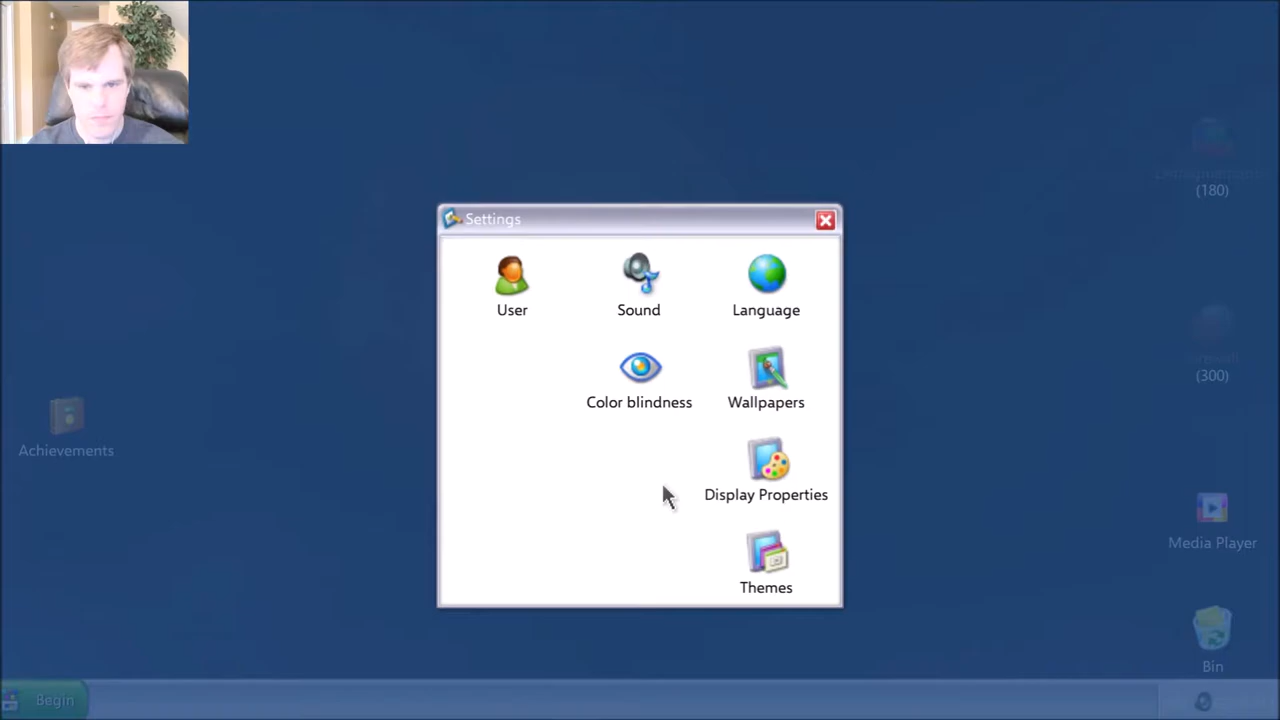 Settings
User
Sound
Language
Color blindness
Wallpapers
Display Properties
Themes
Achievements
(180)
(300)
Media Player
Bin
Begin